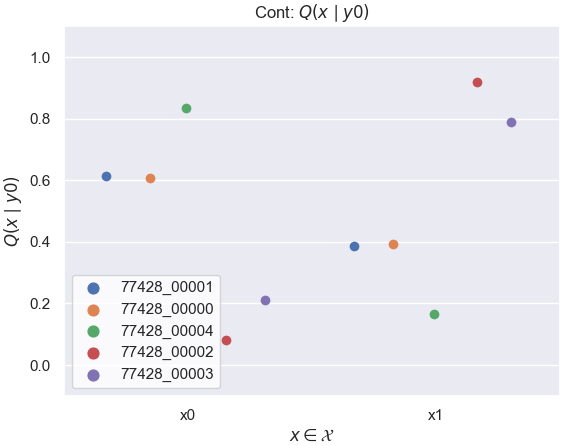 Cont: Q(x | y0)
Q(x | y0)
1.0
0.8
0.6
0.4
0.2
0.0
77428_00001
77428_00000
77428_00004
77428_00002
77428_00003
x0 x1
x ∈ 𝒳